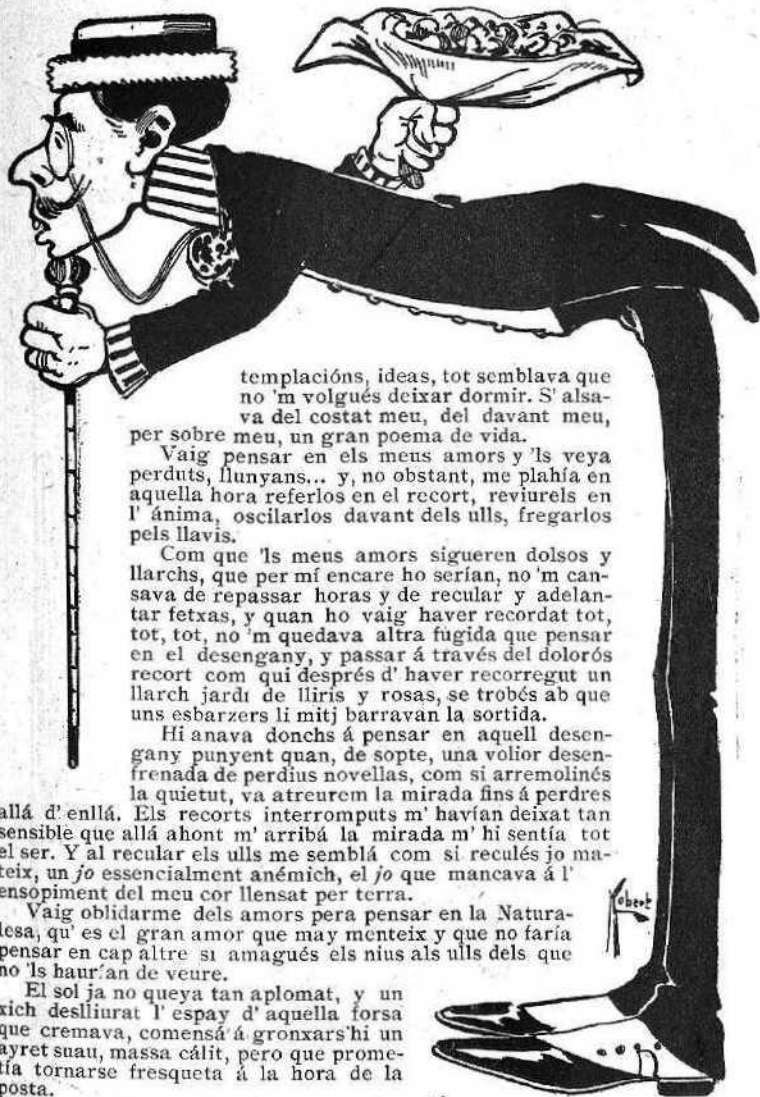 templacións, ideas, tot semblava que
no 'm volgués deixar dormir. S' alsa-
va del costat meu, del davant meu,
per sobre meu, un gran poema de vida.
Vaig pensar en els meus amors y 'ls veya
perduts, llunyans... y, no obstant, me plahía en
aquella hora referlos en el recort, reviurels en
l' ánima, oscilarlos davant dels ulls, fregarlos
pels llavis.
Com que 'ls meus amors sigueren dolsos y
llarchs, que per mí encare ho serían, no 'm can-
sava de repassar horas y de recular y adelan-
tar fetxas, y quan ho vaig haver recordat tot,
tot, tot, no 'm quedava altra fugida que pensar
en el desengany, y passar á través del dolorós
recort com qui després d' haver recorregut un
llarch jardí de lliris y rosas, se trobés ab que
uns esbarzers li mitj barravan la sortida.
Hi anava donchs á pensar en aquell desen-
gany punyent quan, de sopte, una volior desen-
frenada de perdius novellas, com si arremolinés
la quietut, va atreurem la mirada fins á perdres
allá d' enllá. Els recorts interromputs m' havían deixat tan
sensible que allá ahont m' arribá la mirada m' hi sentía tot
el ser. Y al recular els ulls me semblá com si reculés jo ma-
teix, un jo essencialment anémich, el jo que mancava á l'
ensopiment del meu cor llensat per terra.
Vaig oblidarme dels amors pera pensar en la Natura-
lesa, qu' es el gran amor que may menteix y que no faría
pensar en cap altre si amagués els nius als ulls dels que
no 'ls haurían de veure.
El sol ja no queya tan aplomat, y un
xich deslliurat l' espay d' aquella forsa
que cremava, comensá á gronxars'hi un
ayret suau, massa cálit, pero que prome-
tía tornarse fresqueta á la hora de la
posta.
Robert